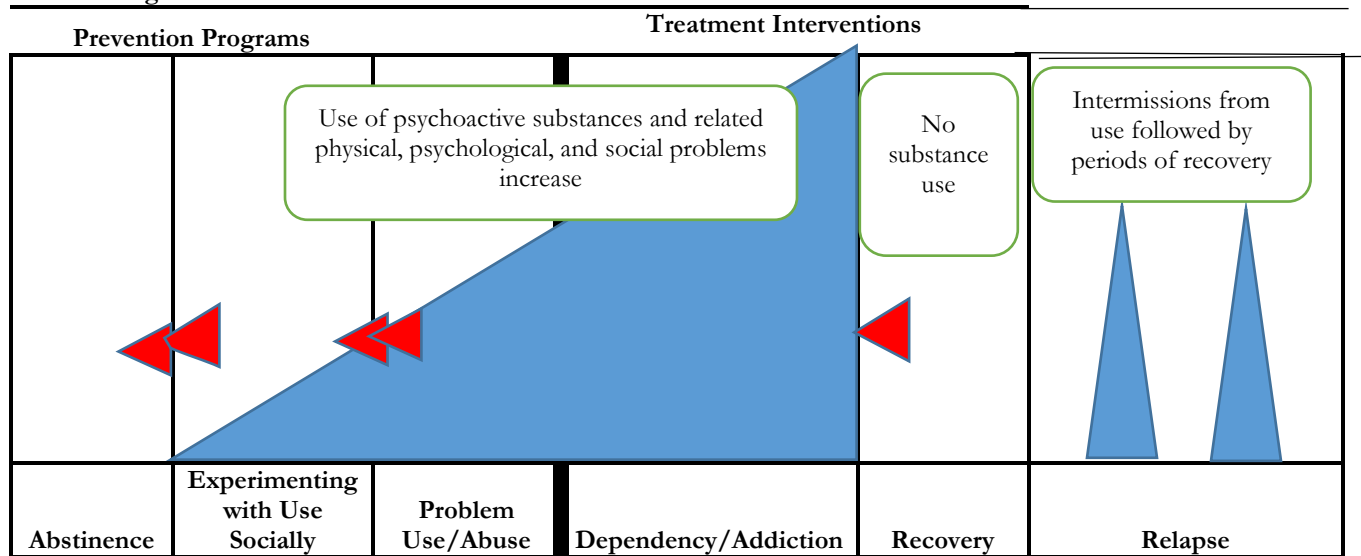 Prevention Programs
Treatment Interventions
Use of psychoactive substances and related
physical, psychological, and social problems
increase
No
substance
use
Intermissions from
use followed by
periods of recovery
Abstinence
Experimenting
with Use
Socially
Problem
Use/Abuse
Dependency/Addiction
Recovery
Relapse